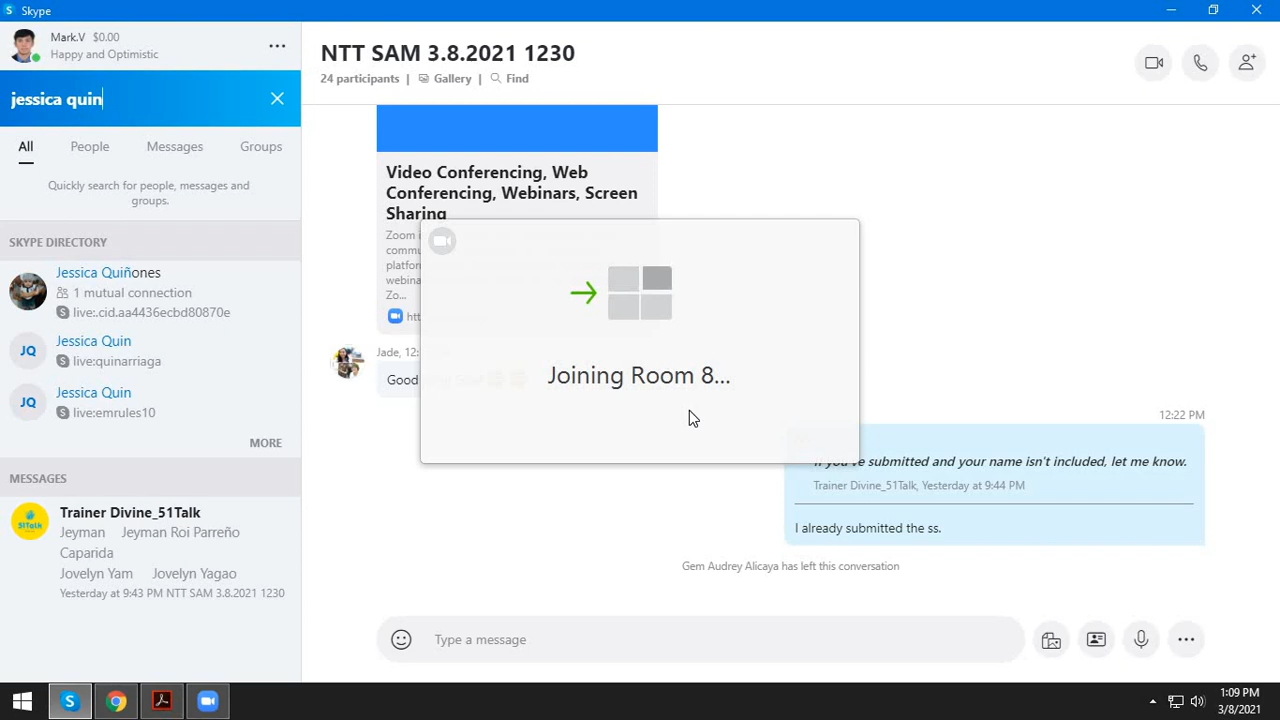 Skype
Mark.V $0.00
Happy and Optimistic
jessica quin
All People Messages Groups
Quickly search for people, messages and
groups.
SKYPE DIRECTORY
Jessica Quiñones
1 mutual connection
live:.cid.aa4436ecbd80870e
JQ
Jessica Quin
live:quinarriaga
JQ
Jessica Quin
live:emrules10
MORE
MESSAGES
51Talk
Trainer Divine_51Talk
Jeyman Jeyman Roi Parreño
Caparida
Jovelyn Yam Jovelyn Yagao
Yesterday at 9:43 PM NTT SAM 3.8.2021 1230
NTT SAM 3.8.2021 1230
24 participants | Gallery | Find
Video Conferencing, Web
Conferencing, Webinars, Screen
Sharing
Zoom i
commu
platfor
webina
Zo...
htt
Jade, 12:
Good
Joining Room 8...
12:22 PM
If you've submitted and your name isn't included, let me know.
Trainer Divine_51Talk, Yesterday at 9:44 PM
I already submitted the ss.
Gem Audrey Alicaya has left this conversation
Type a message
1:09 PM
3/8/2021